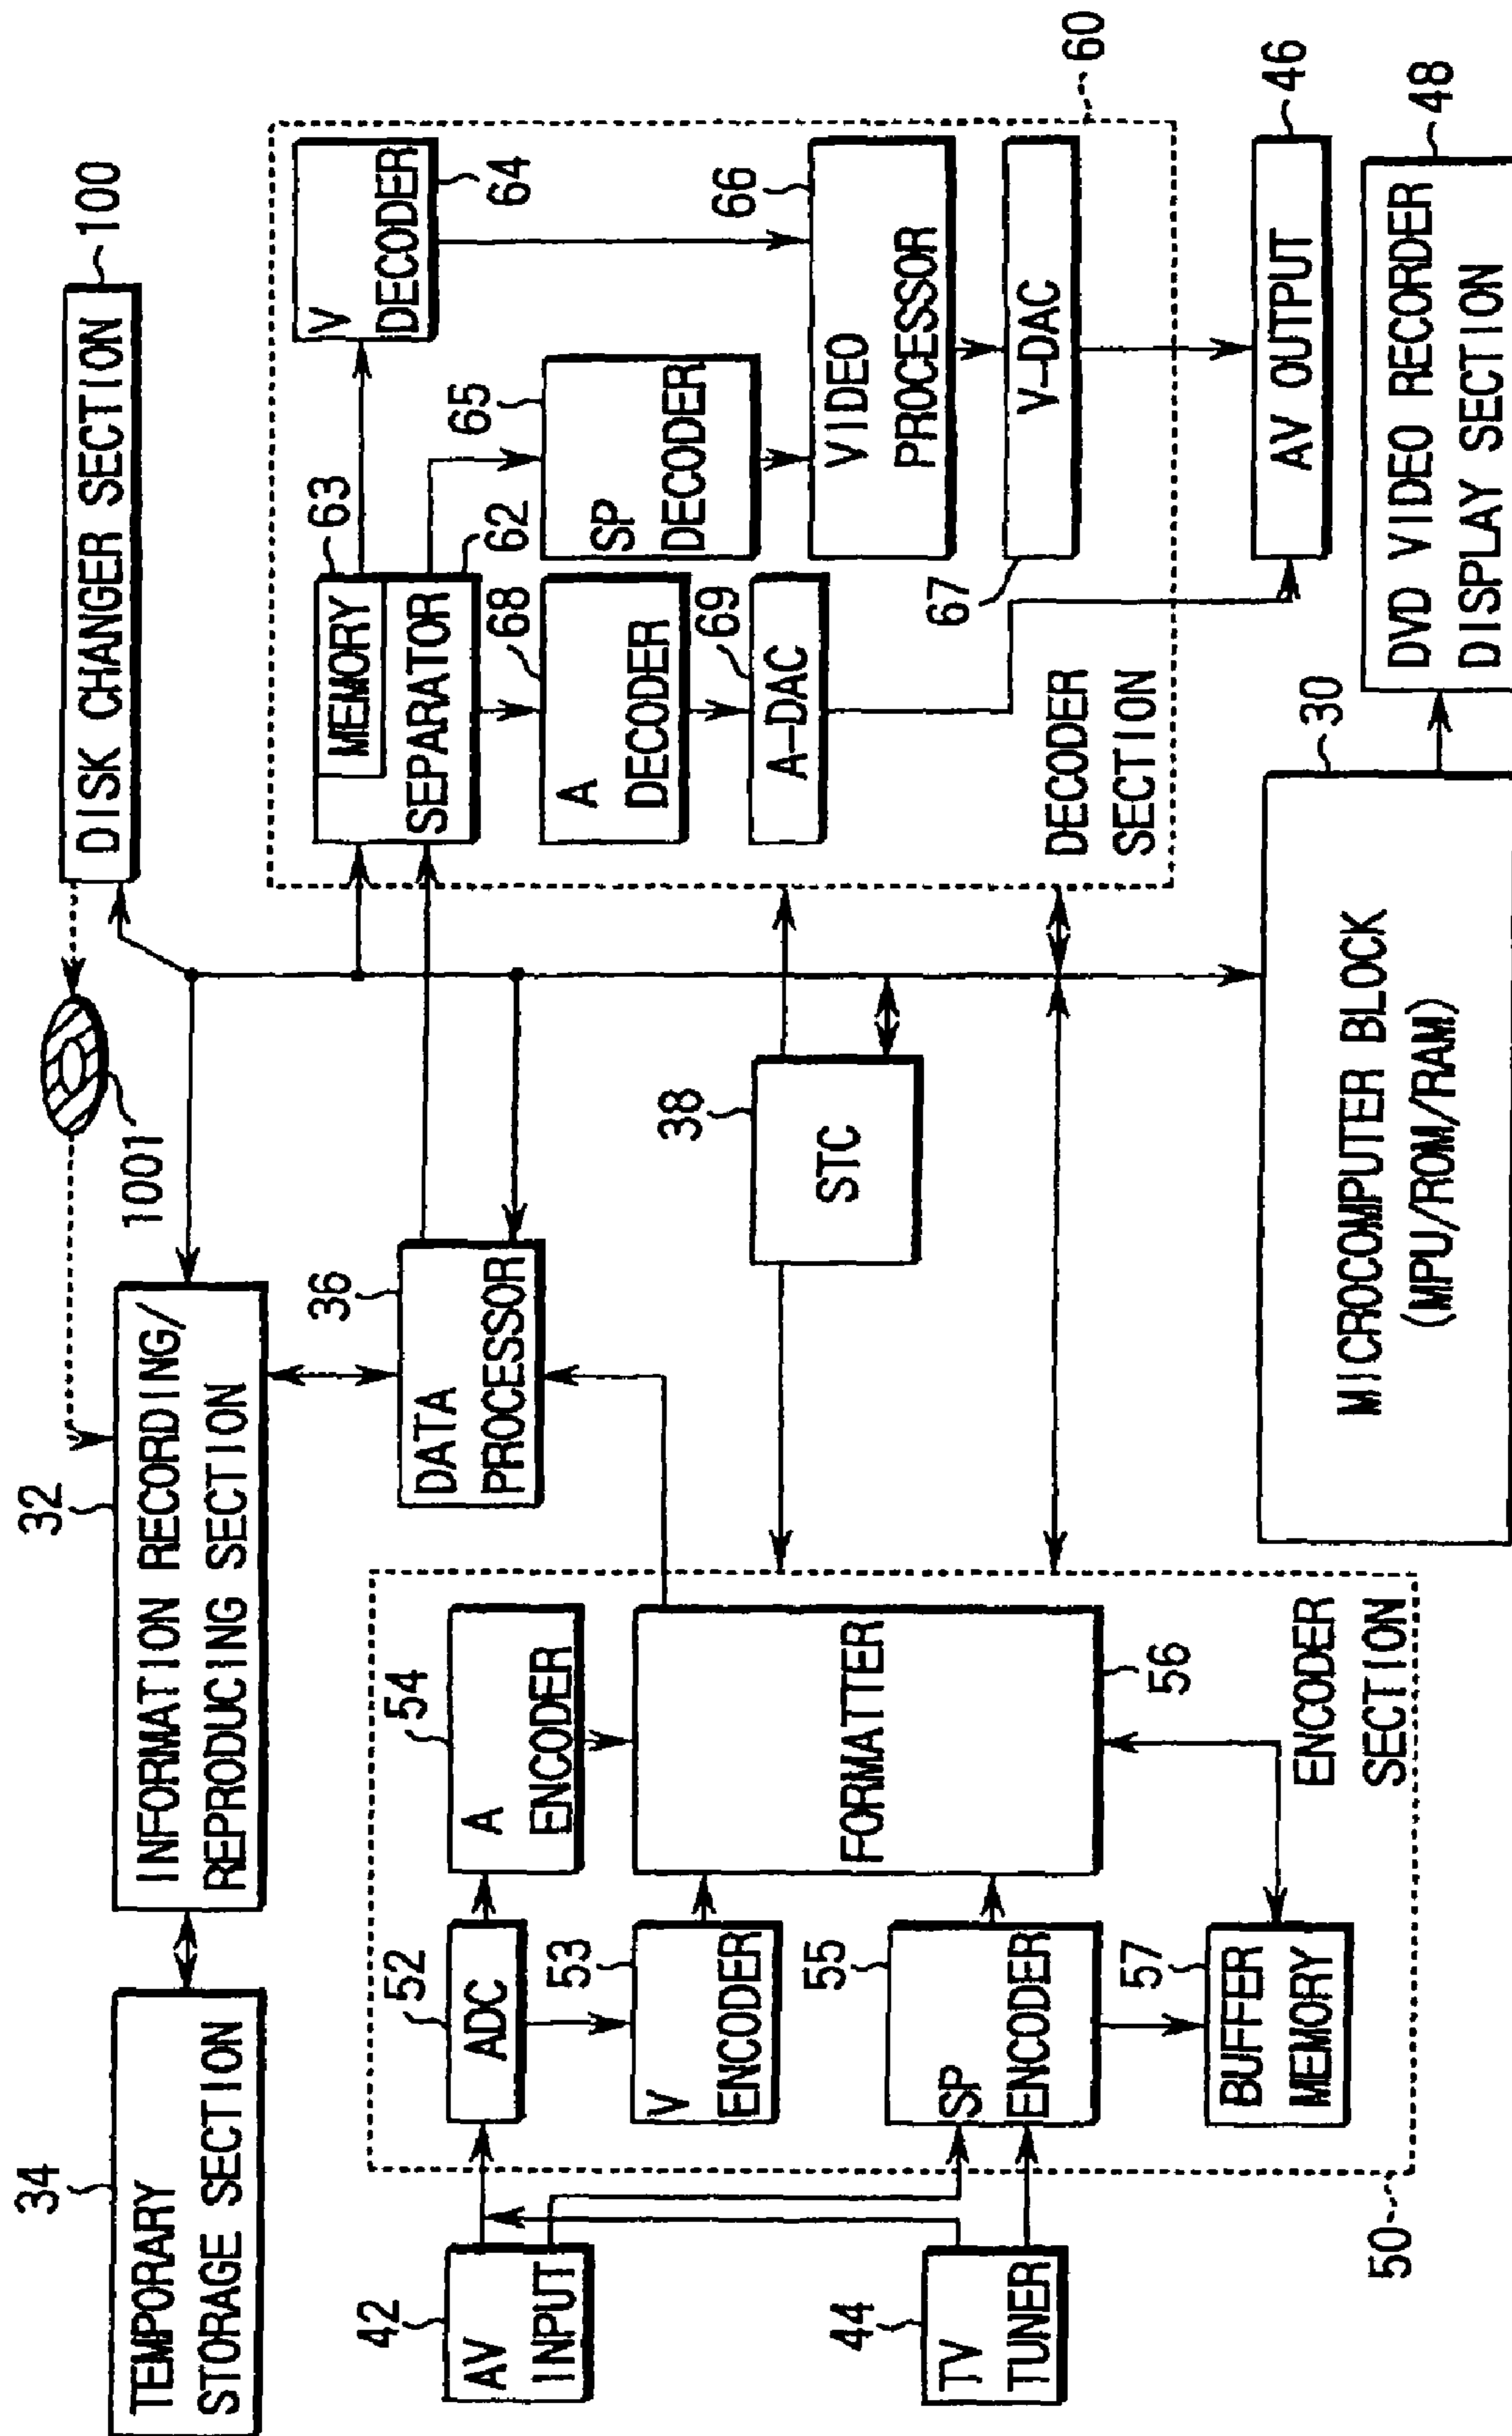 34
TEMPORARY
STORAGE SECTION
32
INFORMATION RECORDING/
REPRODUCING SECTION
1001
100
DISK CHANGER SECTION
36
DATA
PROCESSOR
38
STC
42
AV
INPUT
44
TV
TUNER
50
52
ADC
54
A
ENCODER
53
V
ENCODER
55
SP
ENCODER
57
BUFFER
MEMORY
FORMATTER
56
ENCODER
SECTION
63
MEMORY
SEPARATOR
62
V
DECODER
64
65
SP
DECODER
68
A
DECODER
69
A-DAC
66
VIDEO
PROCESSOR
67
V-DAC
DECODER
SECTION
60
AV OUTPUT
46
30
MICROCOMPUTER BLOCK
(MPU/ROM/RAM)
DVD VIDEO RECORDER
DISPLAY SECTION
48